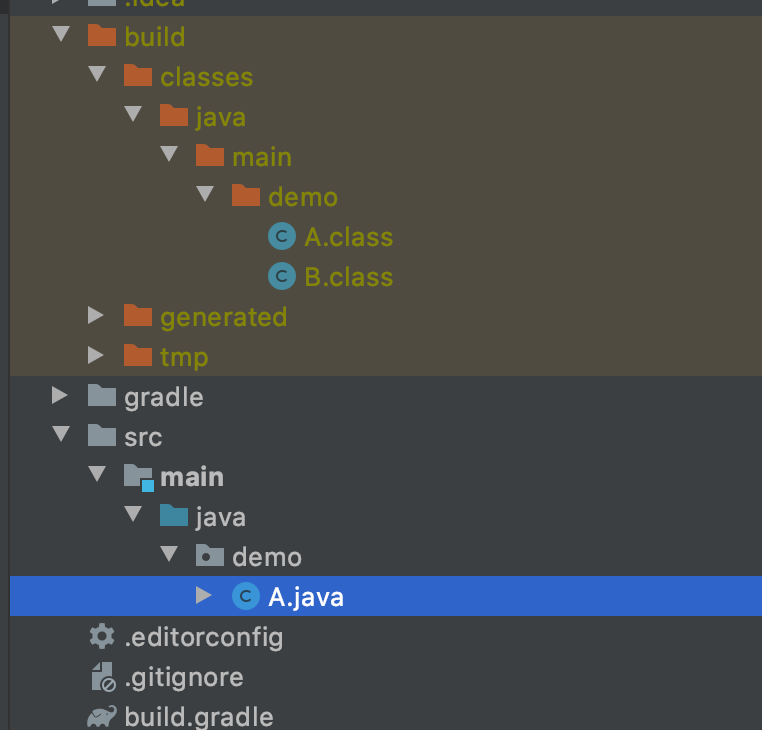 .idea
build
classes
java
main
demo
A.class
B.class
generated
tmp
gradle
src
main
java
demo
A.java
.editorconfig
.gitignore
build.gradle